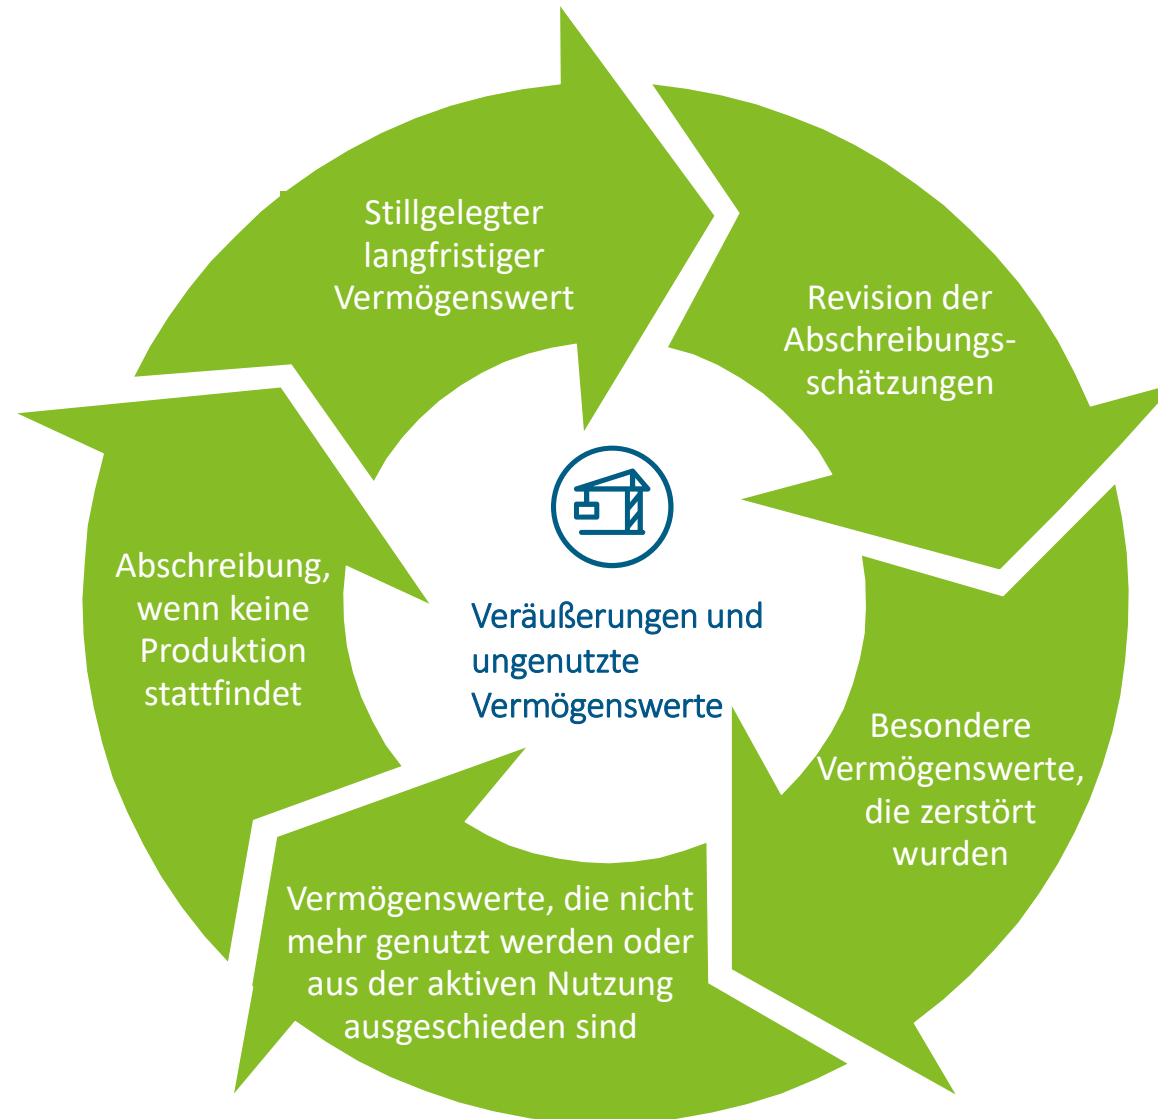 Stillgelegter
langfristiger
Vermögenswert
Revision der
Abschreibungs-
schätzungen
Besondere
Vermögenswerte,
die zerstört
wurden
Vermögenswerte, die nicht
mehr genutzt werden oder
aus der aktiven Nutzung
ausgeschieden sind
Abschreibung,
wenn keine
Produktion
stattfindet
Veräußerungen und
ungenutzte
Vermögenswerte